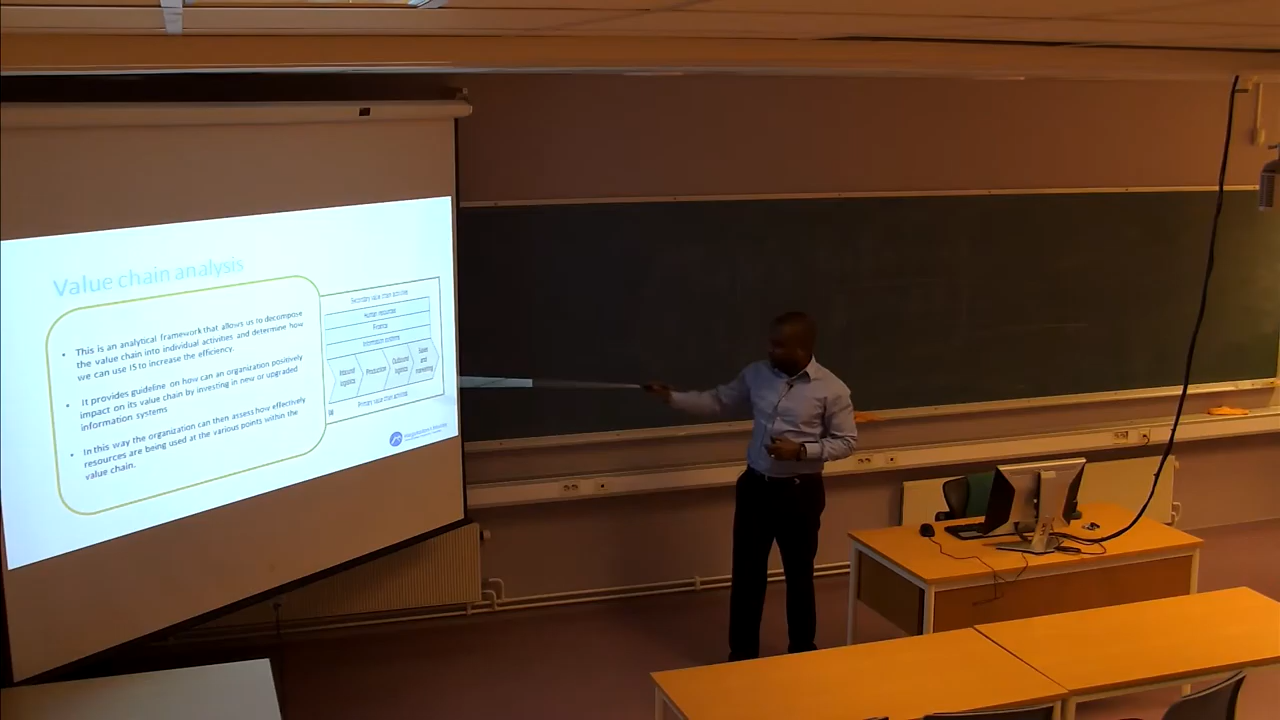 Value chain analysis
• This is an analytical framework that allows us to decompose
the value chain into individual activities and determine how
we can use IS to increase the efficiency.
• It provides guideline on how can an organization positively
impact on its value chain by investing in new or upgraded
information systems
• In this way the organization can then assess how effectively
resources are being used at the various points within the
value chain.
Secondary value chain activities
Human resources
Finance
Information systems
Inbound
logistics
Production
Outbound
logistics
Sales
and
marketing
Primary value chain activities